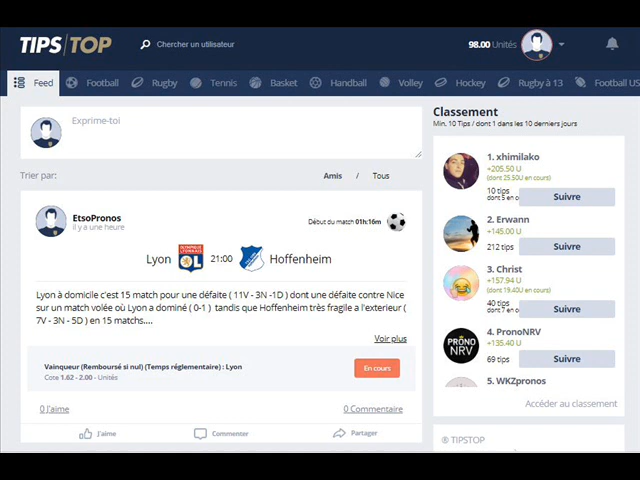 TIPS TOP
Chercher un utilisateur
98.00 Unités
Feed Football Rugby Tennis Basket Handball Volley Hockey Rugby à 13 Football US
Exprime-toi
Trier par: Amis / Tous
EtsoPronos
il y a une heure
Début du match 01h:16m
Lyon 21:00 Hoffenheim
Lyon à domicile c'est 15 match pour une défaite ( 11V - 3N -1D ) dont une défaite contre Nice
sur un match volée où Lyon a dominé ( 0-1 ) tandis que Hoffenheim très fragile a l'exterieur (
7V - 3N - 5D ) en 15 matchs....
Voir plus
Vainqueur (Remboursé si nul) (Temps réglementaire) : Lyon
Cote 1.62 - 2.00 - Unités
En cours
0 J'aime
0 Commentaire
J'aime
Commenter
Partager
Classement
Min. 10 Tips / dont 1 dans les 10 derniers jours
1. xhimilako
+205.50 U
(dont 25.50U en cours)
10 tips
dont 5 en
Suivre
2. Erwann
+145.00 U
212 tips
Suivre
3. Christ
+157.94 U
(dont 19.40U en cours)
40 tips
dont 7 en
Suivre
4. PronoNRV
+135.40 U
69 tips
Suivre
PRONO
NRV
5. WKZpronos
Accéder au classement
® TIPSTOP